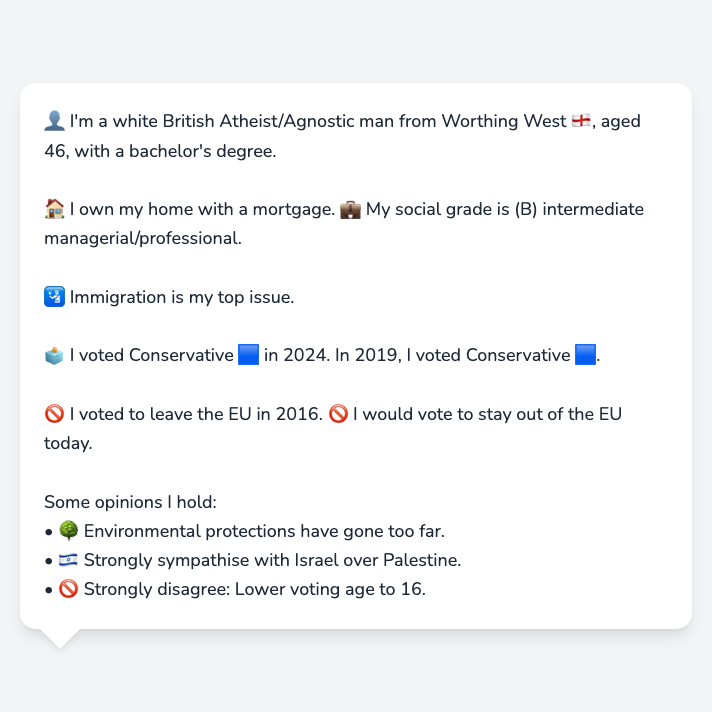 👤 I'm a white British Atheist/Agnostic man from Worthing West 🏴󠁧󠁢󠁥󠁮󠁧󠁿, aged
46, with a bachelor's degree.
🏠 I own my home with a mortgage. 💼 My social grade is (B) intermediate
managerial/professional.
🛂 Immigration is my top issue.
🗳️ I voted Conservative 🟦 in 2024. In 2019, I voted Conservative 🟦.
🚫 I voted to leave the EU in 2016. 🚫 I would vote to stay out of the EU
today.
Some opinions I hold:
• 🌳 Environmental protections have gone too far.
• 🇮🇱 Strongly sympathise with Israel over Palestine.
• 🚫 Strongly disagree: Lower voting age to 16.